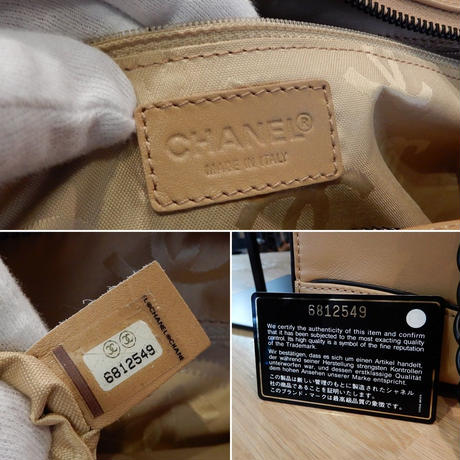 CHANEL®
MADE IN ITALY
6812549
6812549
We certify the authenticity of this item and confirm
that it has been subjected to the most exacting quality
control. Its high quality is a symbol of the fine reputation
of the Trademark.
Wir bestätigen, dass es sich um einen Artikel handelt,
der während seiner Herstellung strengsten Kontrollen
unterworfen wurde, und dessen erstklassige Qualität
dem hohen Ansehen unserer Marke entspricht.
この製品は厳しい管理のもとに製造されたシャネル
社の商品であることを証明いたします。
このブランド・マークは最高級品質の象徴です。